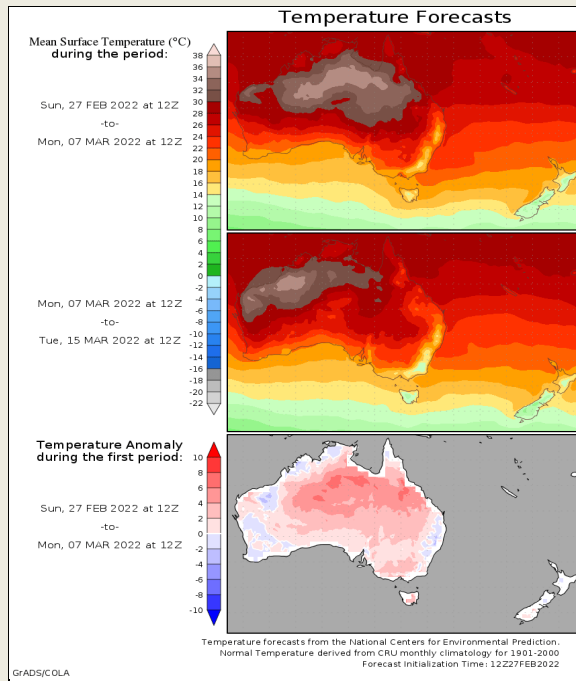 Temperature Forecasts
Mean Surface Temperature (°C)
during the period:
Sun, 27 FEB 2022 at 12Z
-to-
Mon, 07 MAR 2022 at 12Z
38
36
34
32
30
28
26
24
22
20
18
16
14
12
10
8
6
4
2
0
-2
-4
-6
-8
-10
-12
-14
-16
-18
-20
-22
Mon, 07 MAR 2022 at 12Z
-to-
Tue, 15 MAR 2022 at 12Z
Temperature Anomaly
during the first period:
Sun, 27 FEB 2022 at 12Z
-to-
Mon, 07 MAR 2022 at 12Z
10
8
6
4
2
0
-2
-4
-6
-8
-10
Temperature forecasts from the National Centers for Environmental Prediction.
Normal Temperature derived from CRU monthly climatology for 1901-2000
Forecast Initialization Time: 12Z27FEB2022
GrADS/COLA